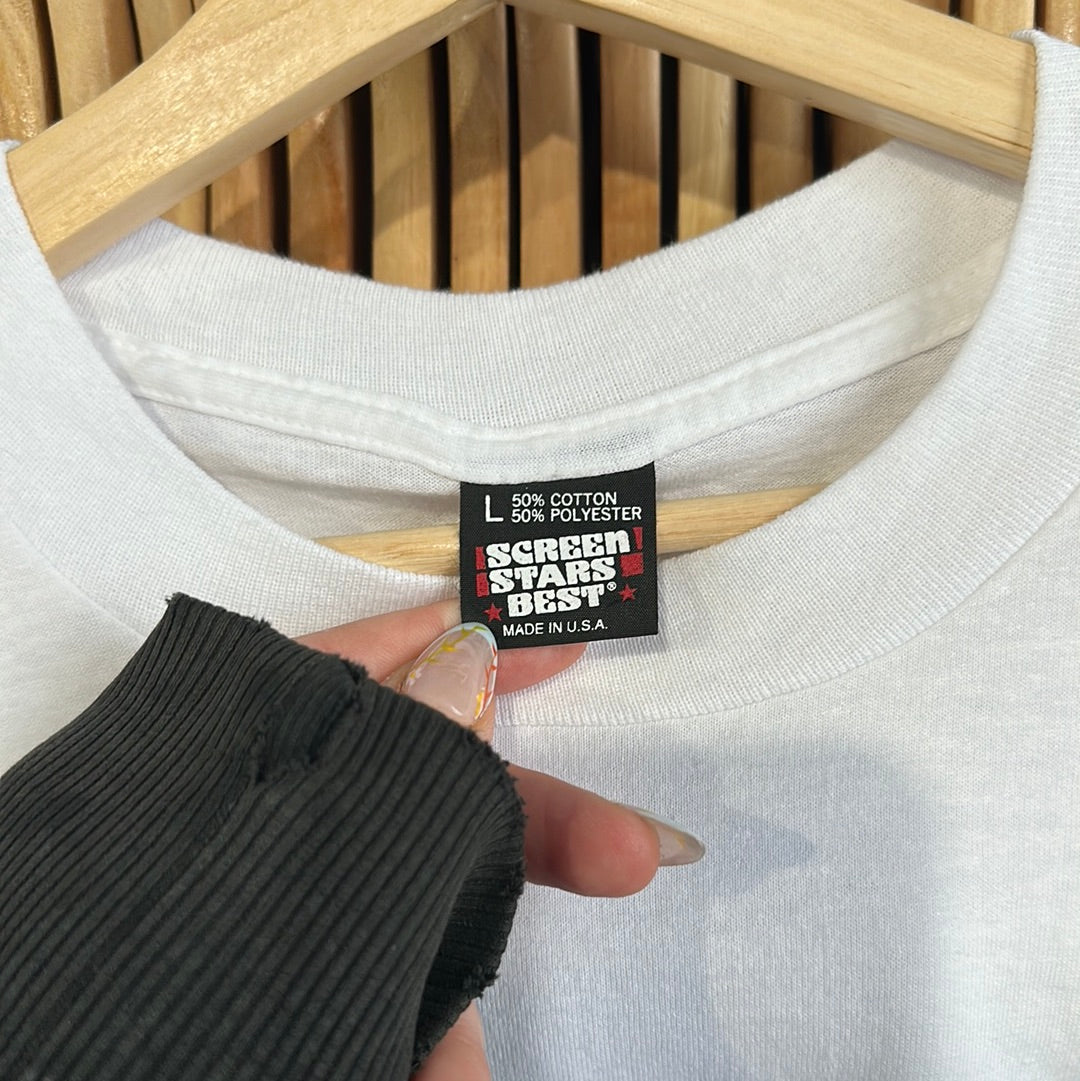 L 50% COTTON
50% POLYESTER
SCREEN
STARS
BEST®
MADE IN U.S.A.